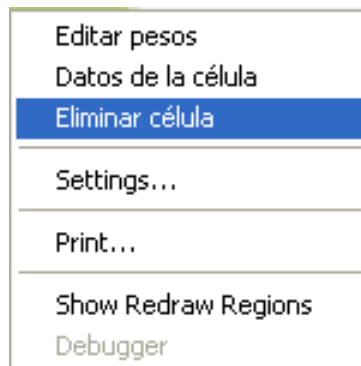 Editar pesos
Datos de la célula
Eliminar célula
Settings...
Print...
Show Redraw Regions
Debugger